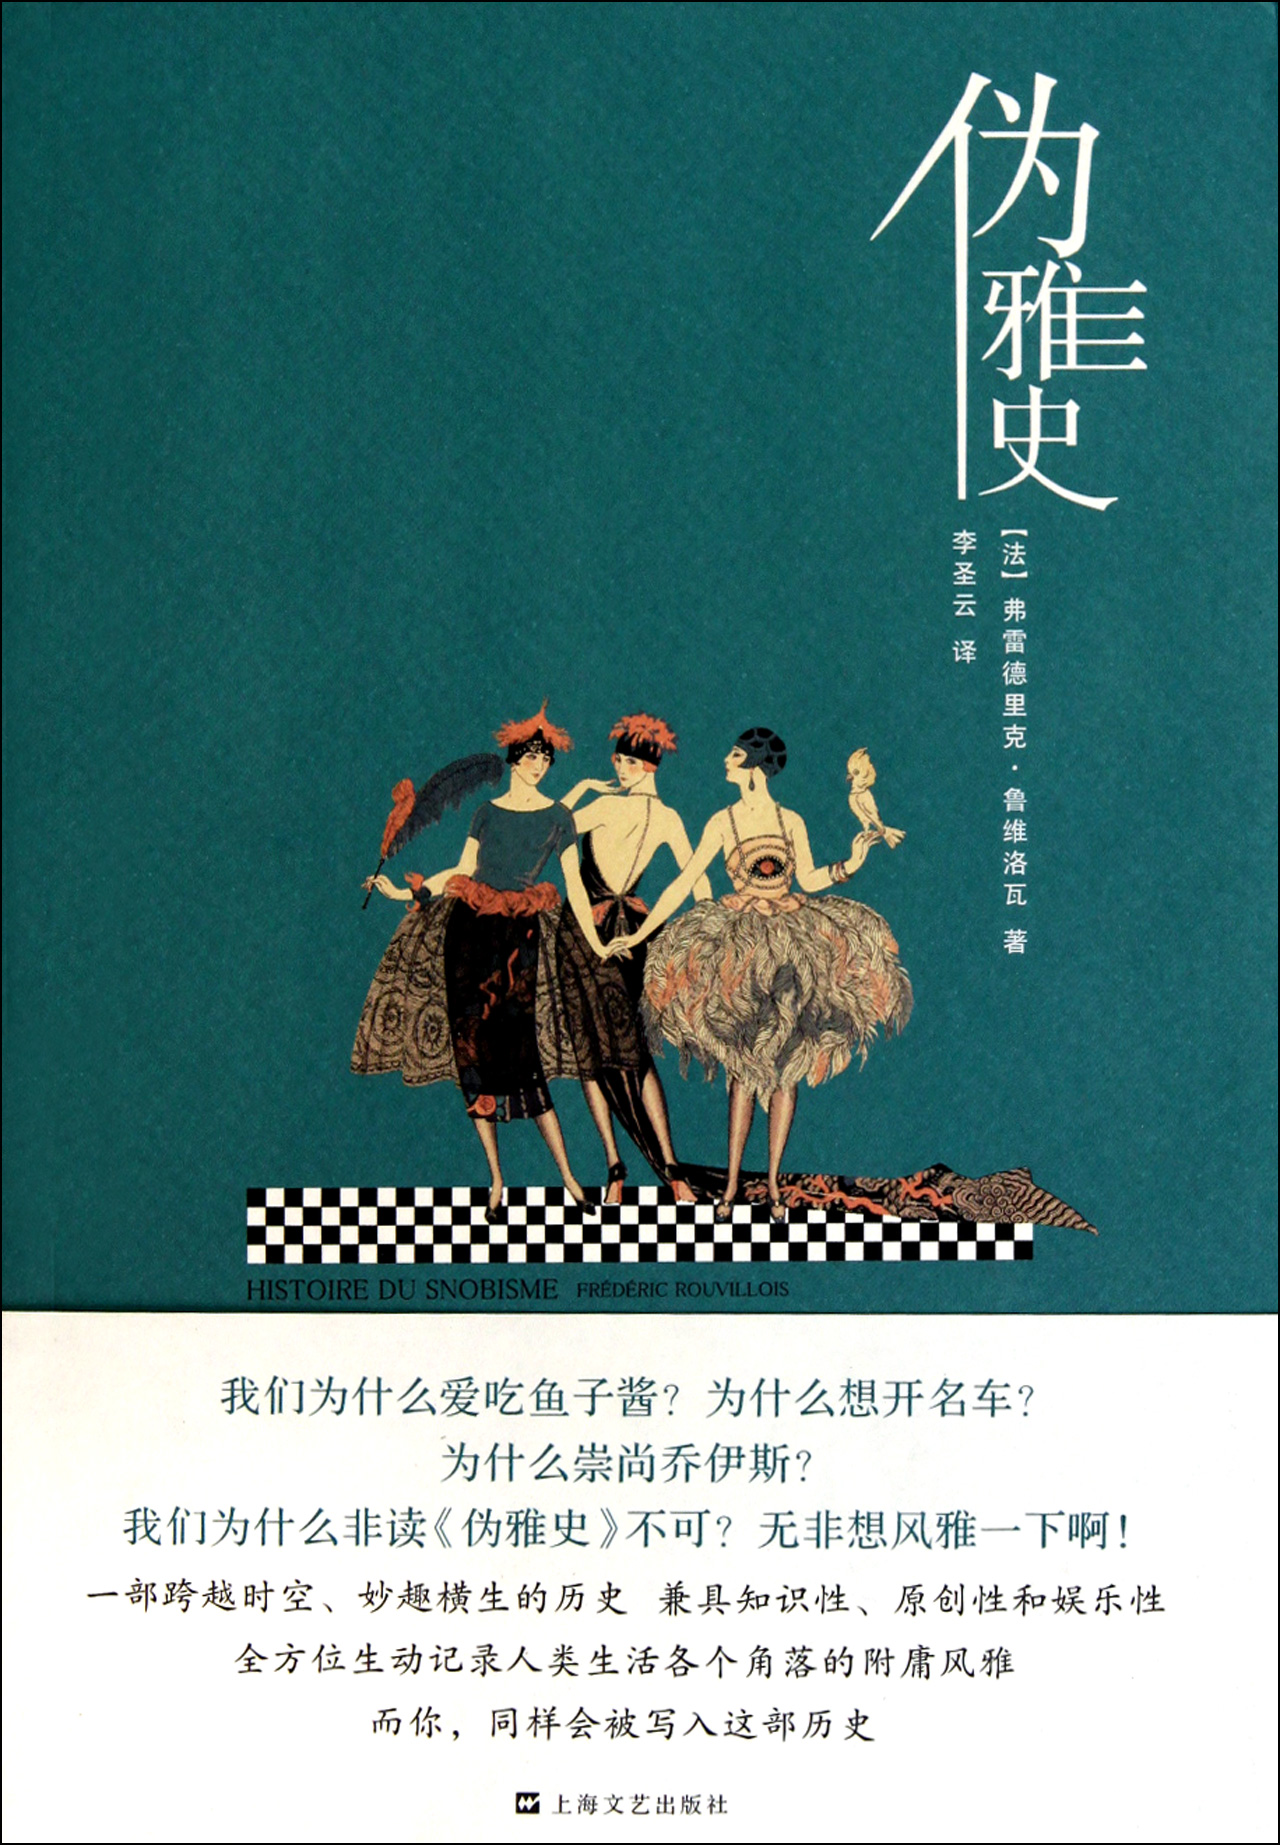 伪雅史
【法】弗雷德里克·鲁维洛瓦 著
李圣云 译
HISTOIRE DU SNOBISME FRÉDÉRIC ROUVILLOIS
我们为什么爱吃鱼子酱？为什么想开名车？
为什么崇尚乔伊斯？
我们为什么非读《伪雅史》不可？无非想风雅一下啊！
一部跨越时空、妙趣横生的历史 兼具知识性、原创性和娱乐性
全方位生动记录人类生活各个角落的附庸风雅
而你，同样会被写入这部历史
上海文艺出版社